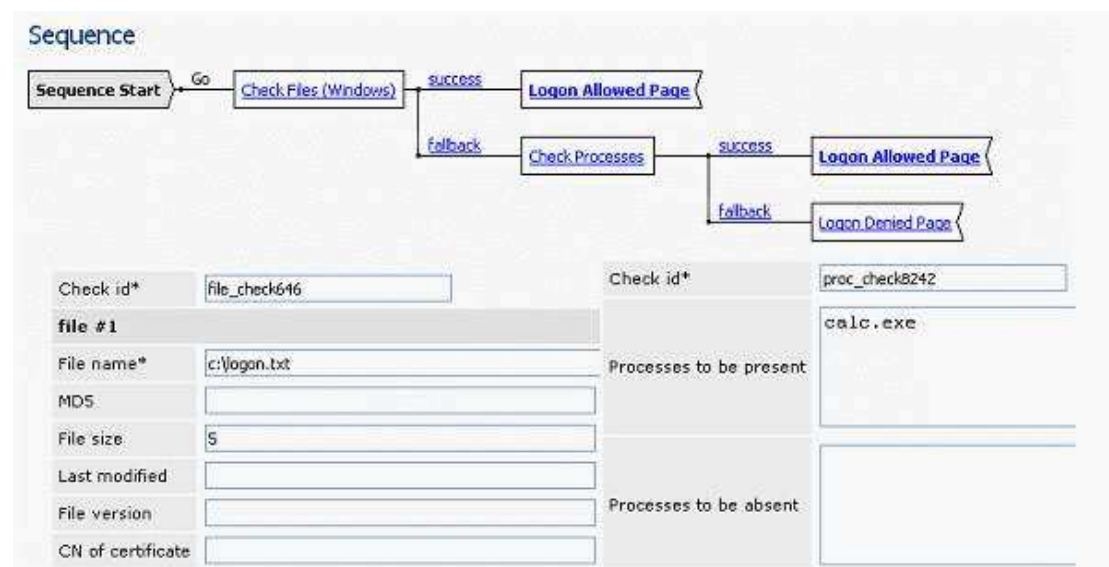 Sequence
Sequence Start
Go
Check Files (Windows)
success
Logon Allowed Page
fallback
Check Processes
success
Logon Allowed Page
fallback
Logon Denied Page
Check id*
file_check646
file #1
File name*
c:\logon.txt
MD5
File size
5
Last modified
File version
CN of certificate
Check id*
proc_check8242
Processes to be present
calc.exe
Processes to be absent